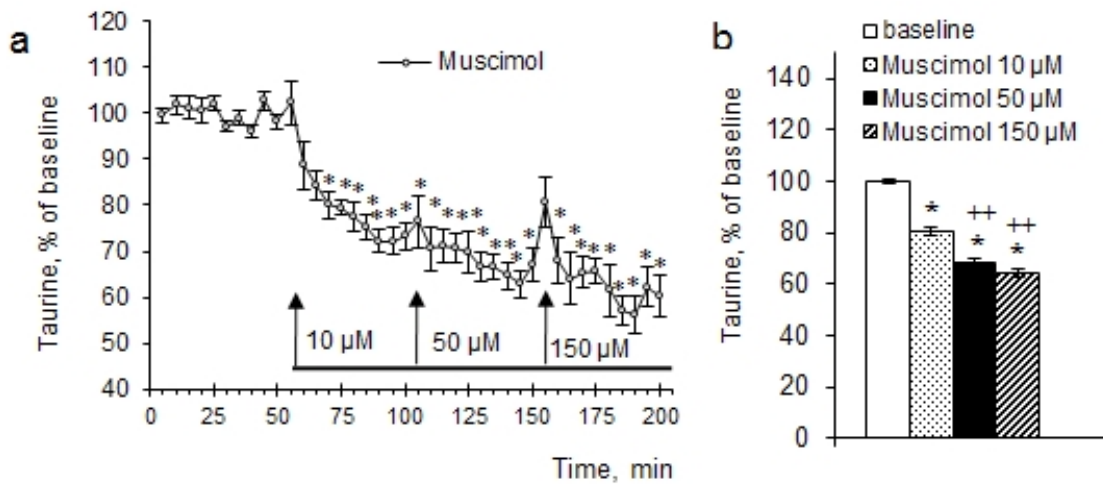 a
Taurine, % of baseline
120
110
100
90
80
70
60
50
40
Muscimol
* * * * * * * * * * * * * * * * * * * * * * * * * *
10 µM
50 µM
150 µM
0 25 50 75 100 125 150 175 200
Time, min
b
baseline
Muscimol 10 µM
Muscimol 50 µM
Muscimol 150 µM
Taurine, % of baseline
140
120
100
80
60
40
20
0
*
++
*
++
*